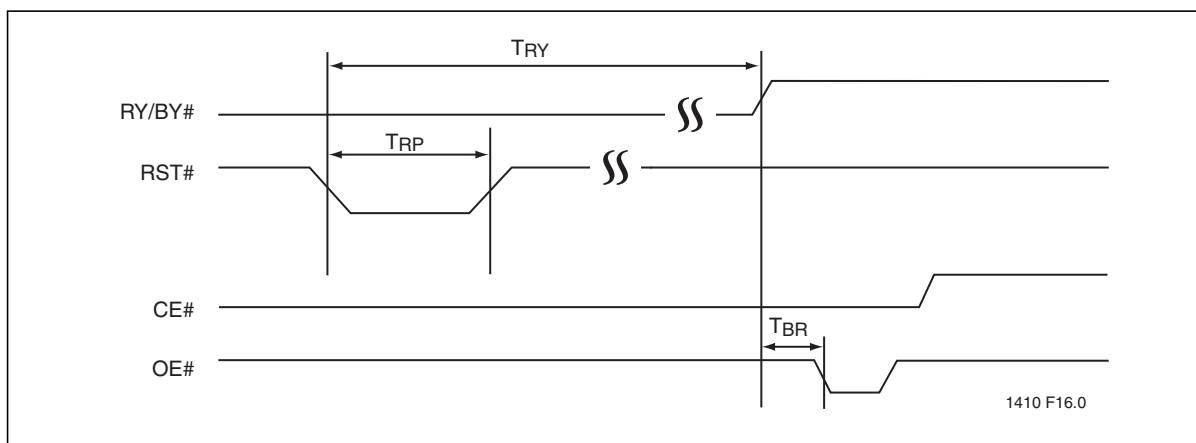 TRY
RY/BY#
TRP
RST#
CE#
TBR
OE#
1410 F16.0